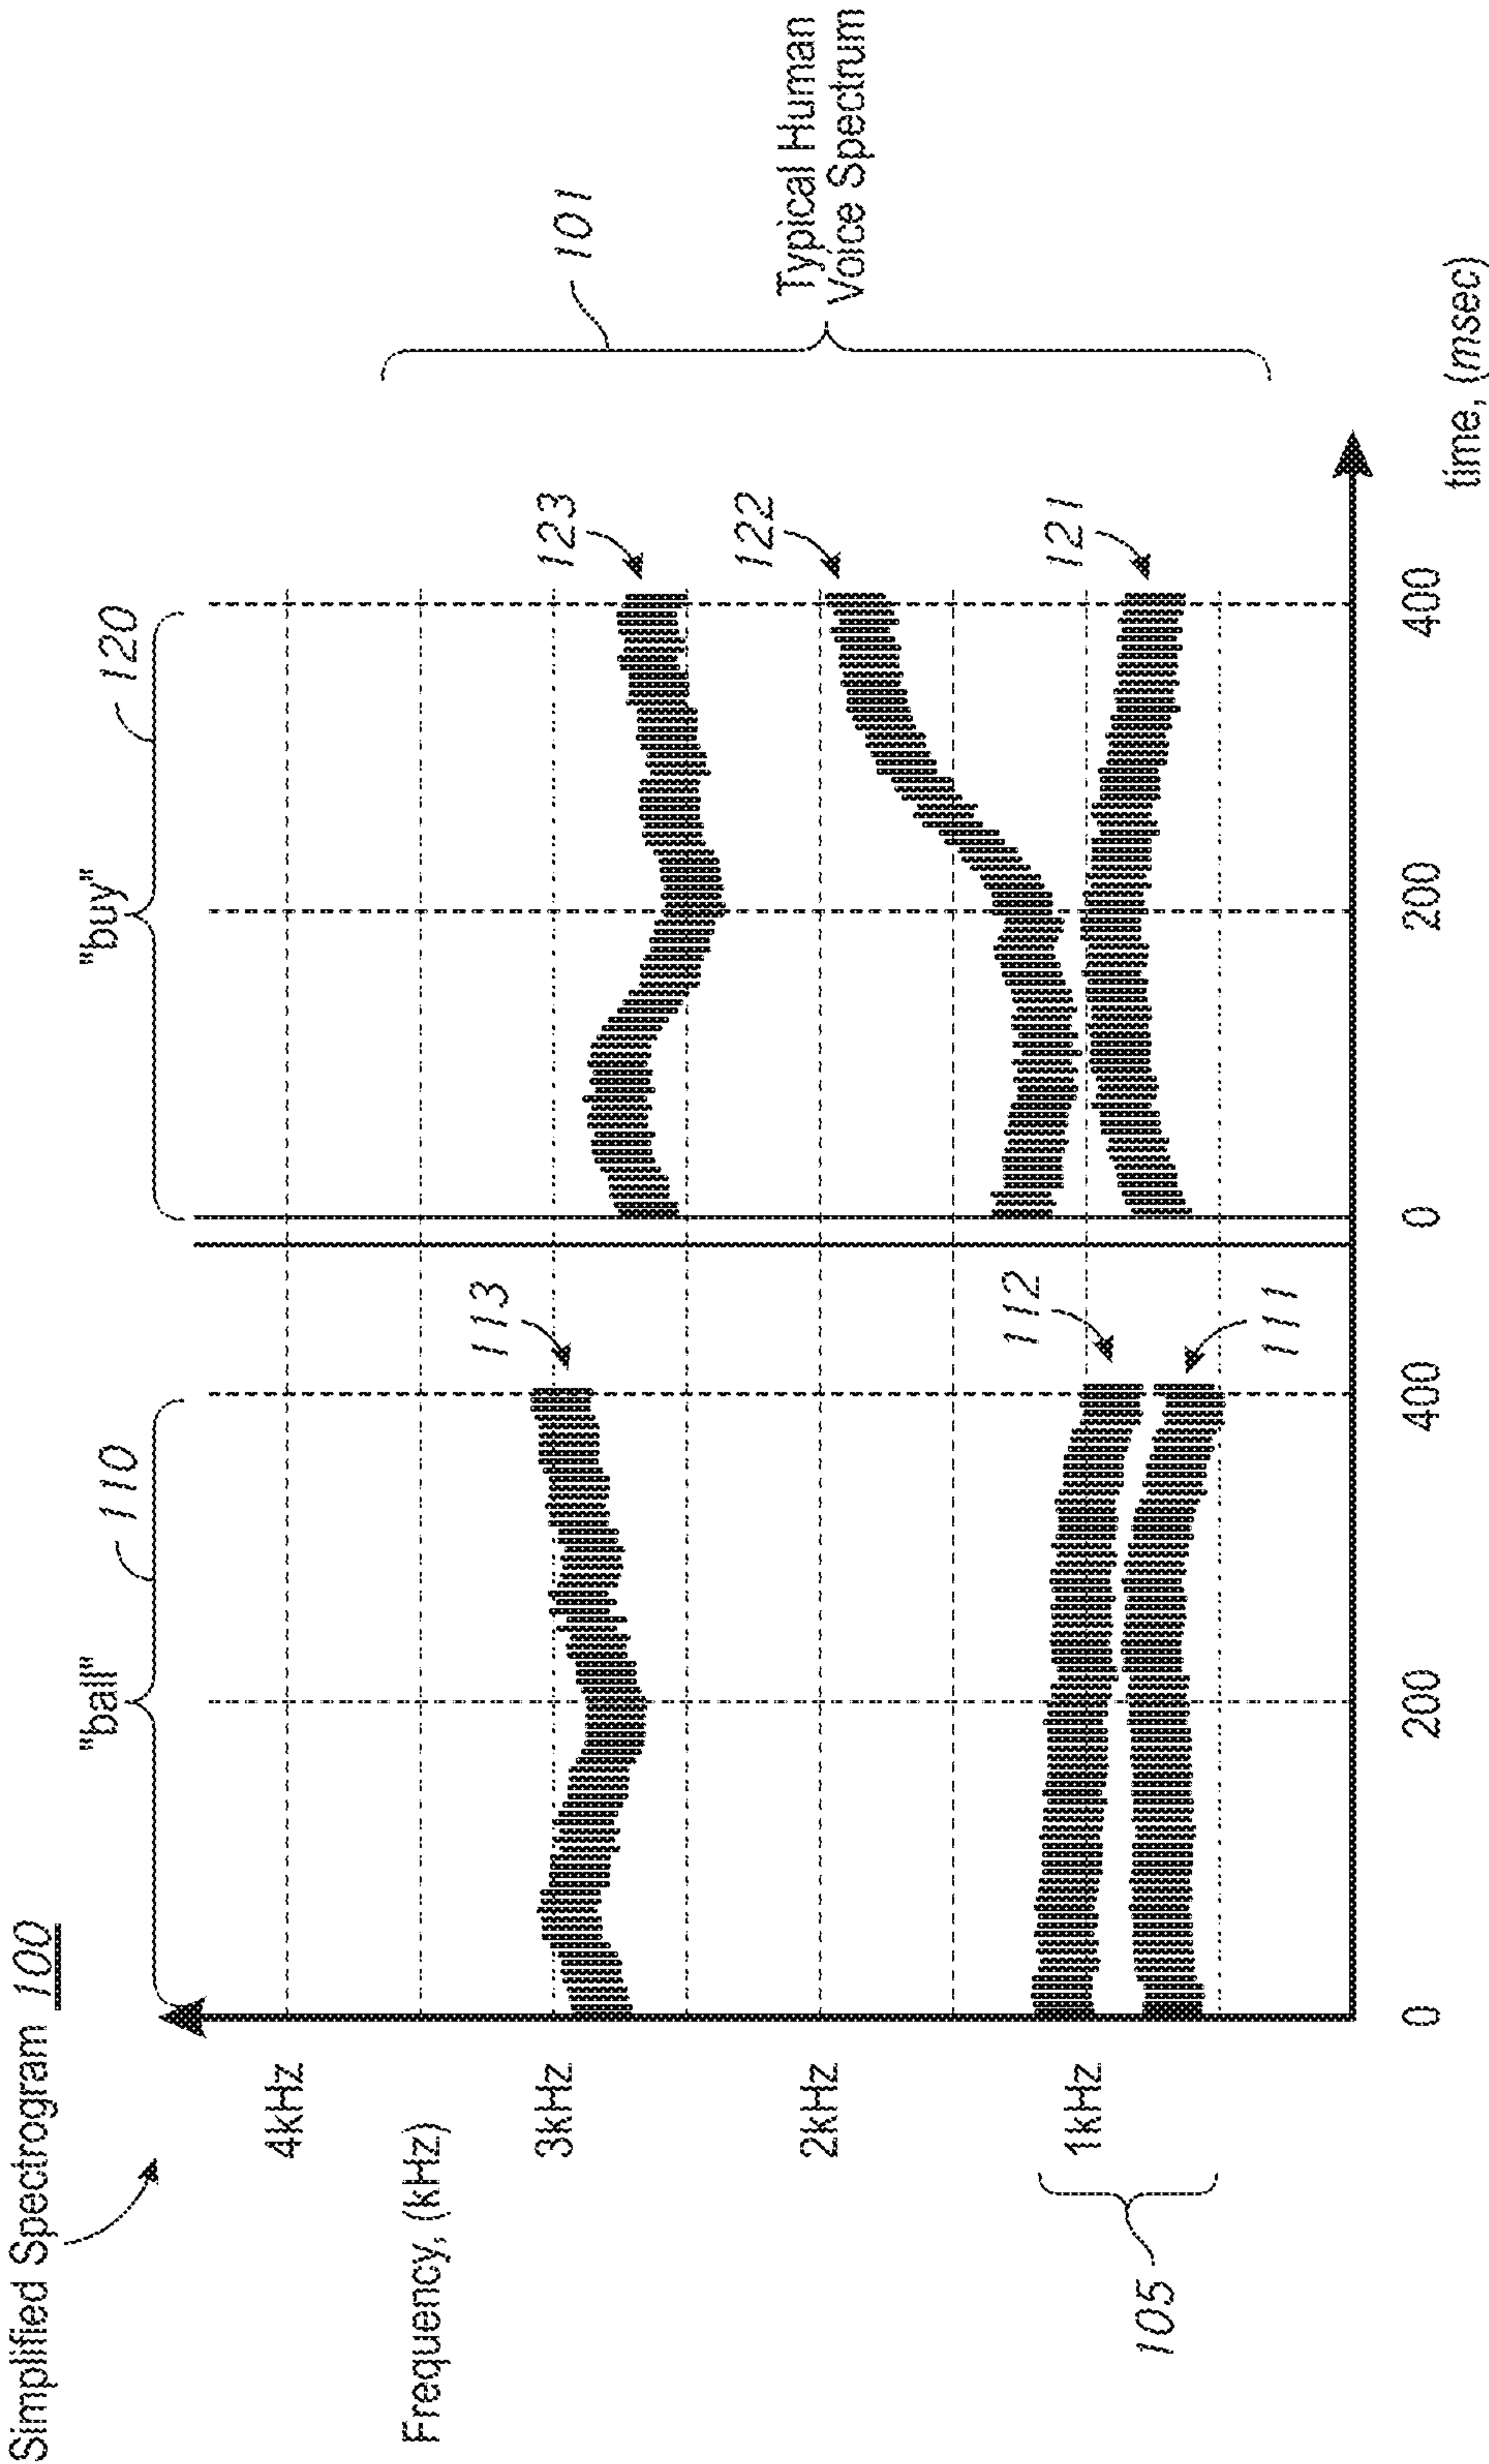 Simplified Spectrogram 100
"ball"
"buy"
110
120
4kHz
Frequency, (kHz)
3kHz
2kHz
1kHz
105
113
112
111
123
122
121
101
Typical Human
Voice Spectrum
0
200
400
0
200
400
time, (msec)